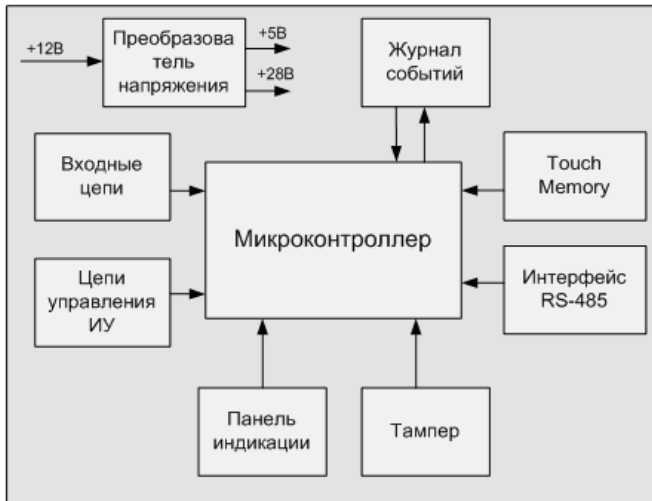 +12В
Преобразова
тель
напряжения
+5В
+28В
Журнал
событий
Входные
цепи
Touch
Memory
Микроконтроллер
Цепи
управления
ИУ
Интерфейс
RS-485
Панель
индикации
Тампер